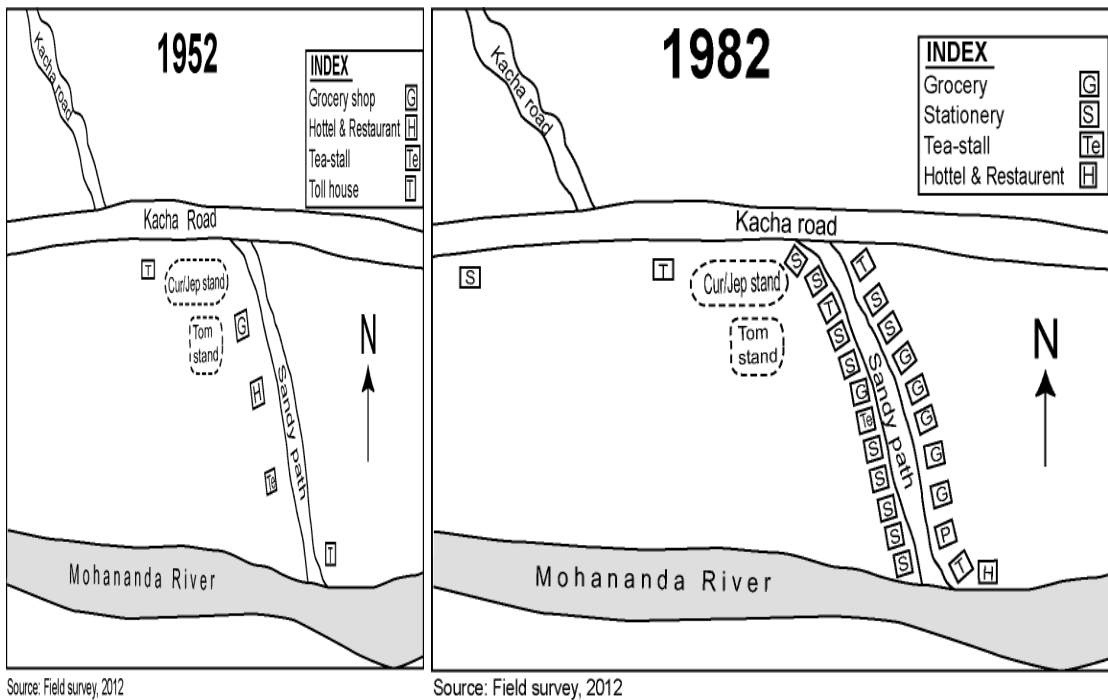 1952
INDEX
Grocery shop G
Hottel & Restaurant H
Tea-stall Te
Toll house T
Kacha road
Kacha Road
T
Cur/Jep stand
Tom
stand
G
H
Te
T
Sandy path
N
Mohananda River
Source: Field survey, 2012
1982
INDEX
Grocery G
Stationery S
Tea-stall Te
Hottel & Restaurent H
Kacha road
Kacha road
S
T
Cur/Jep stand
Tom
stand
S
S
T
S
S
G
Te
S
S
S
S
S
Sandy path
T
S
S
G
G
G
G
G
P
T
H
N
Mohananda River
Source: Field survey, 2012